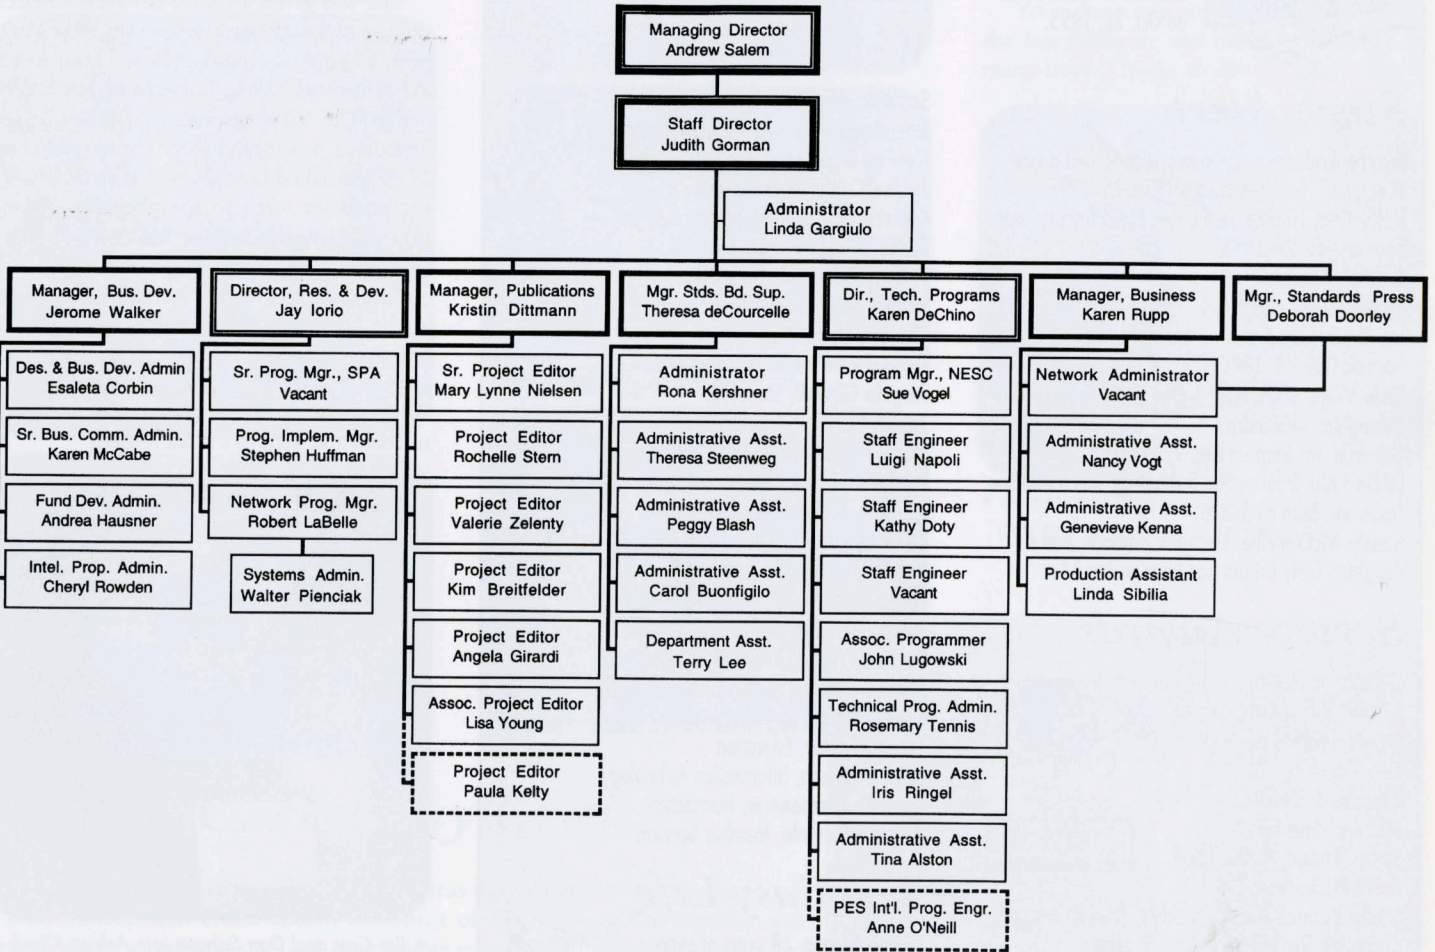 Managing Director
Andrew Salem
Staff Director
Judith Gorman
Administrator
Linda Gargiulo
Manager, Bus. Dev.
Jerome Walker
Director, Res. & Dev.
Jay Iorio
Manager, Publications
Kristin Dittmann
Mgr. Stds. Bd. Sup.
Theresa deCourcelle
Dir., Tech. Programs
Karen DeChino
Manager, Business
Karen Rupp
Mgr., Standards Press
Deborah Doorley
Des. & Bus. Dev. Admin
Esaleta Corbin
Sr. Bus. Comm. Admin.
Karen McCabe
Fund Dev. Admin.
Andrea Hausner
Intel. Prop. Admin.
Cheryl Rowden
Sr. Prog. Mgr., SPA
Vacant
Prog. Implem. Mgr.
Stephen Huffman
Network Prog. Mgr.
Robert LaBelle
Systems Admin.
Walter Pienciak
Sr. Project Editor
Mary Lynne Nielsen
Project Editor
Rochelle Stern
Project Editor
Valerie Zelenty
Project Editor
Kim Breitfelder
Project Editor
Angela Girardi
Assoc. Project Editor
Lisa Young
Project Editor
Paula Kelty
Administrator
Rona Kershner
Administrative Asst.
Theresa Steenweg
Administrative Asst.
Peggy Blash
Administrative Asst.
Carol Buonfigilo
Department Asst.
Terry Lee
Program Mgr., NESC
Sue Vogel
Staff Engineer
Luigi Napoli
Staff Engineer
Kathy Doty
Staff Engineer
Vacant
Assoc. Programmer
John Lugowski
Technical Prog. Admin.
Rosemary Tennis
Administrative Asst.
Iris Ringel
Administrative Asst.
Tina Alston
PES Int'l. Prog. Engr.
Anne O'Neill
Network Administrator
Vacant
Administrative Asst.
Nancy Vogt
Administrative Asst.
Genevieve Kenna
Production Assistant
Linda Sibilia